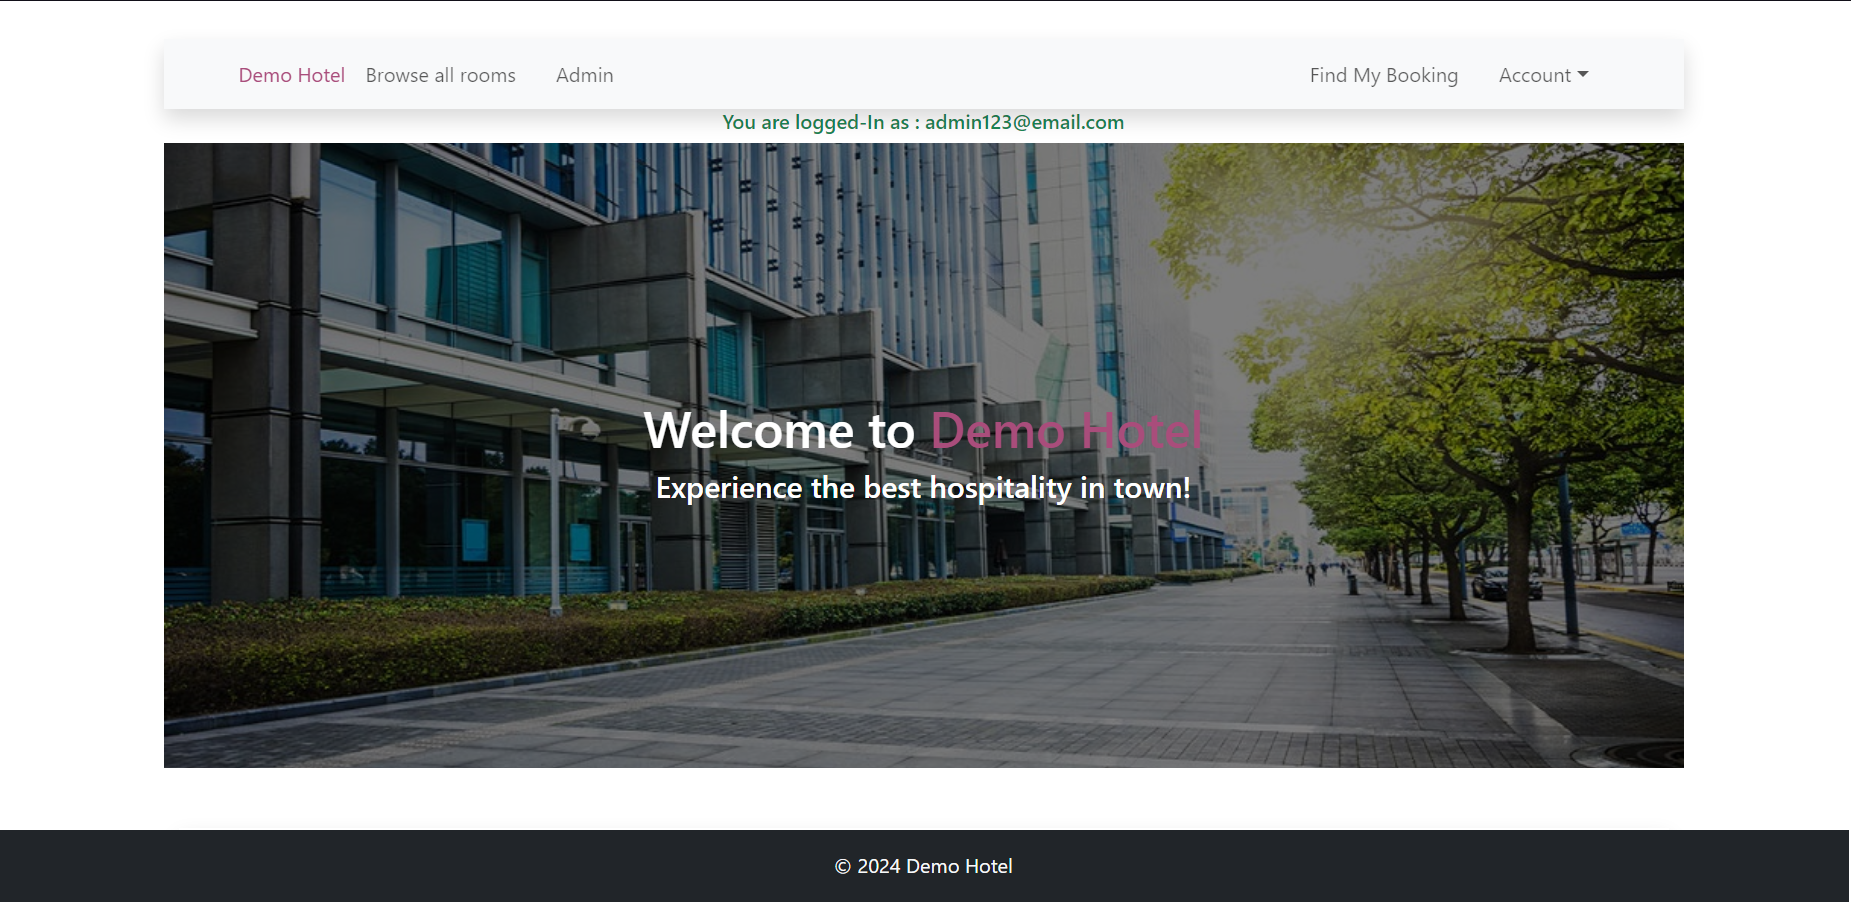 Demo Hotel Browse all rooms Admin Find My Booking Account
You are logged-In as : admin123@email.com
Welcome to Demo Hotel
Experience the best hospitality in town!
© 2024 Demo Hotel